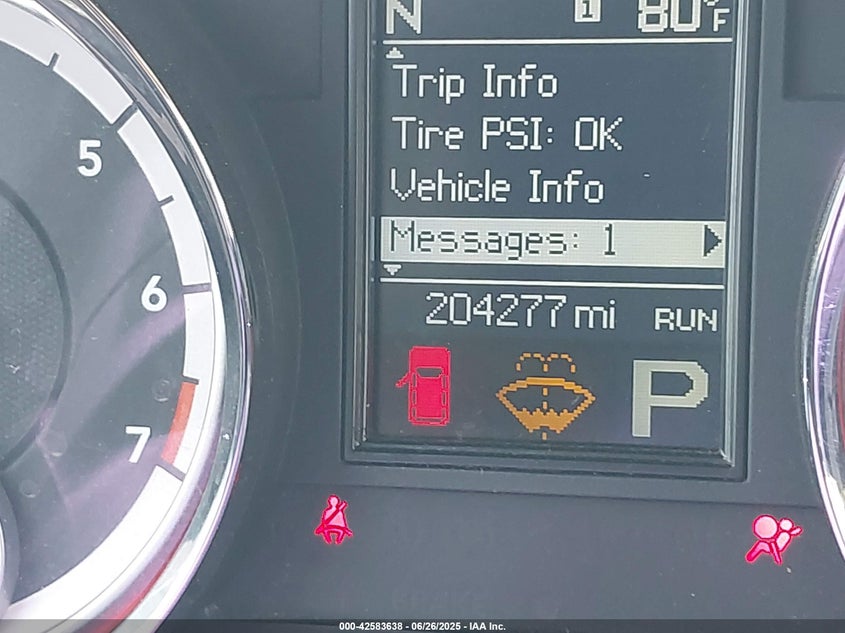 N 1 80°F
Trip Info
Tire PSI: OK
Vehicle Info
Messages: 1
204277 mi RUN
P
5
6
7
000-42583638 - 06/26/2025 - IAA Inc.